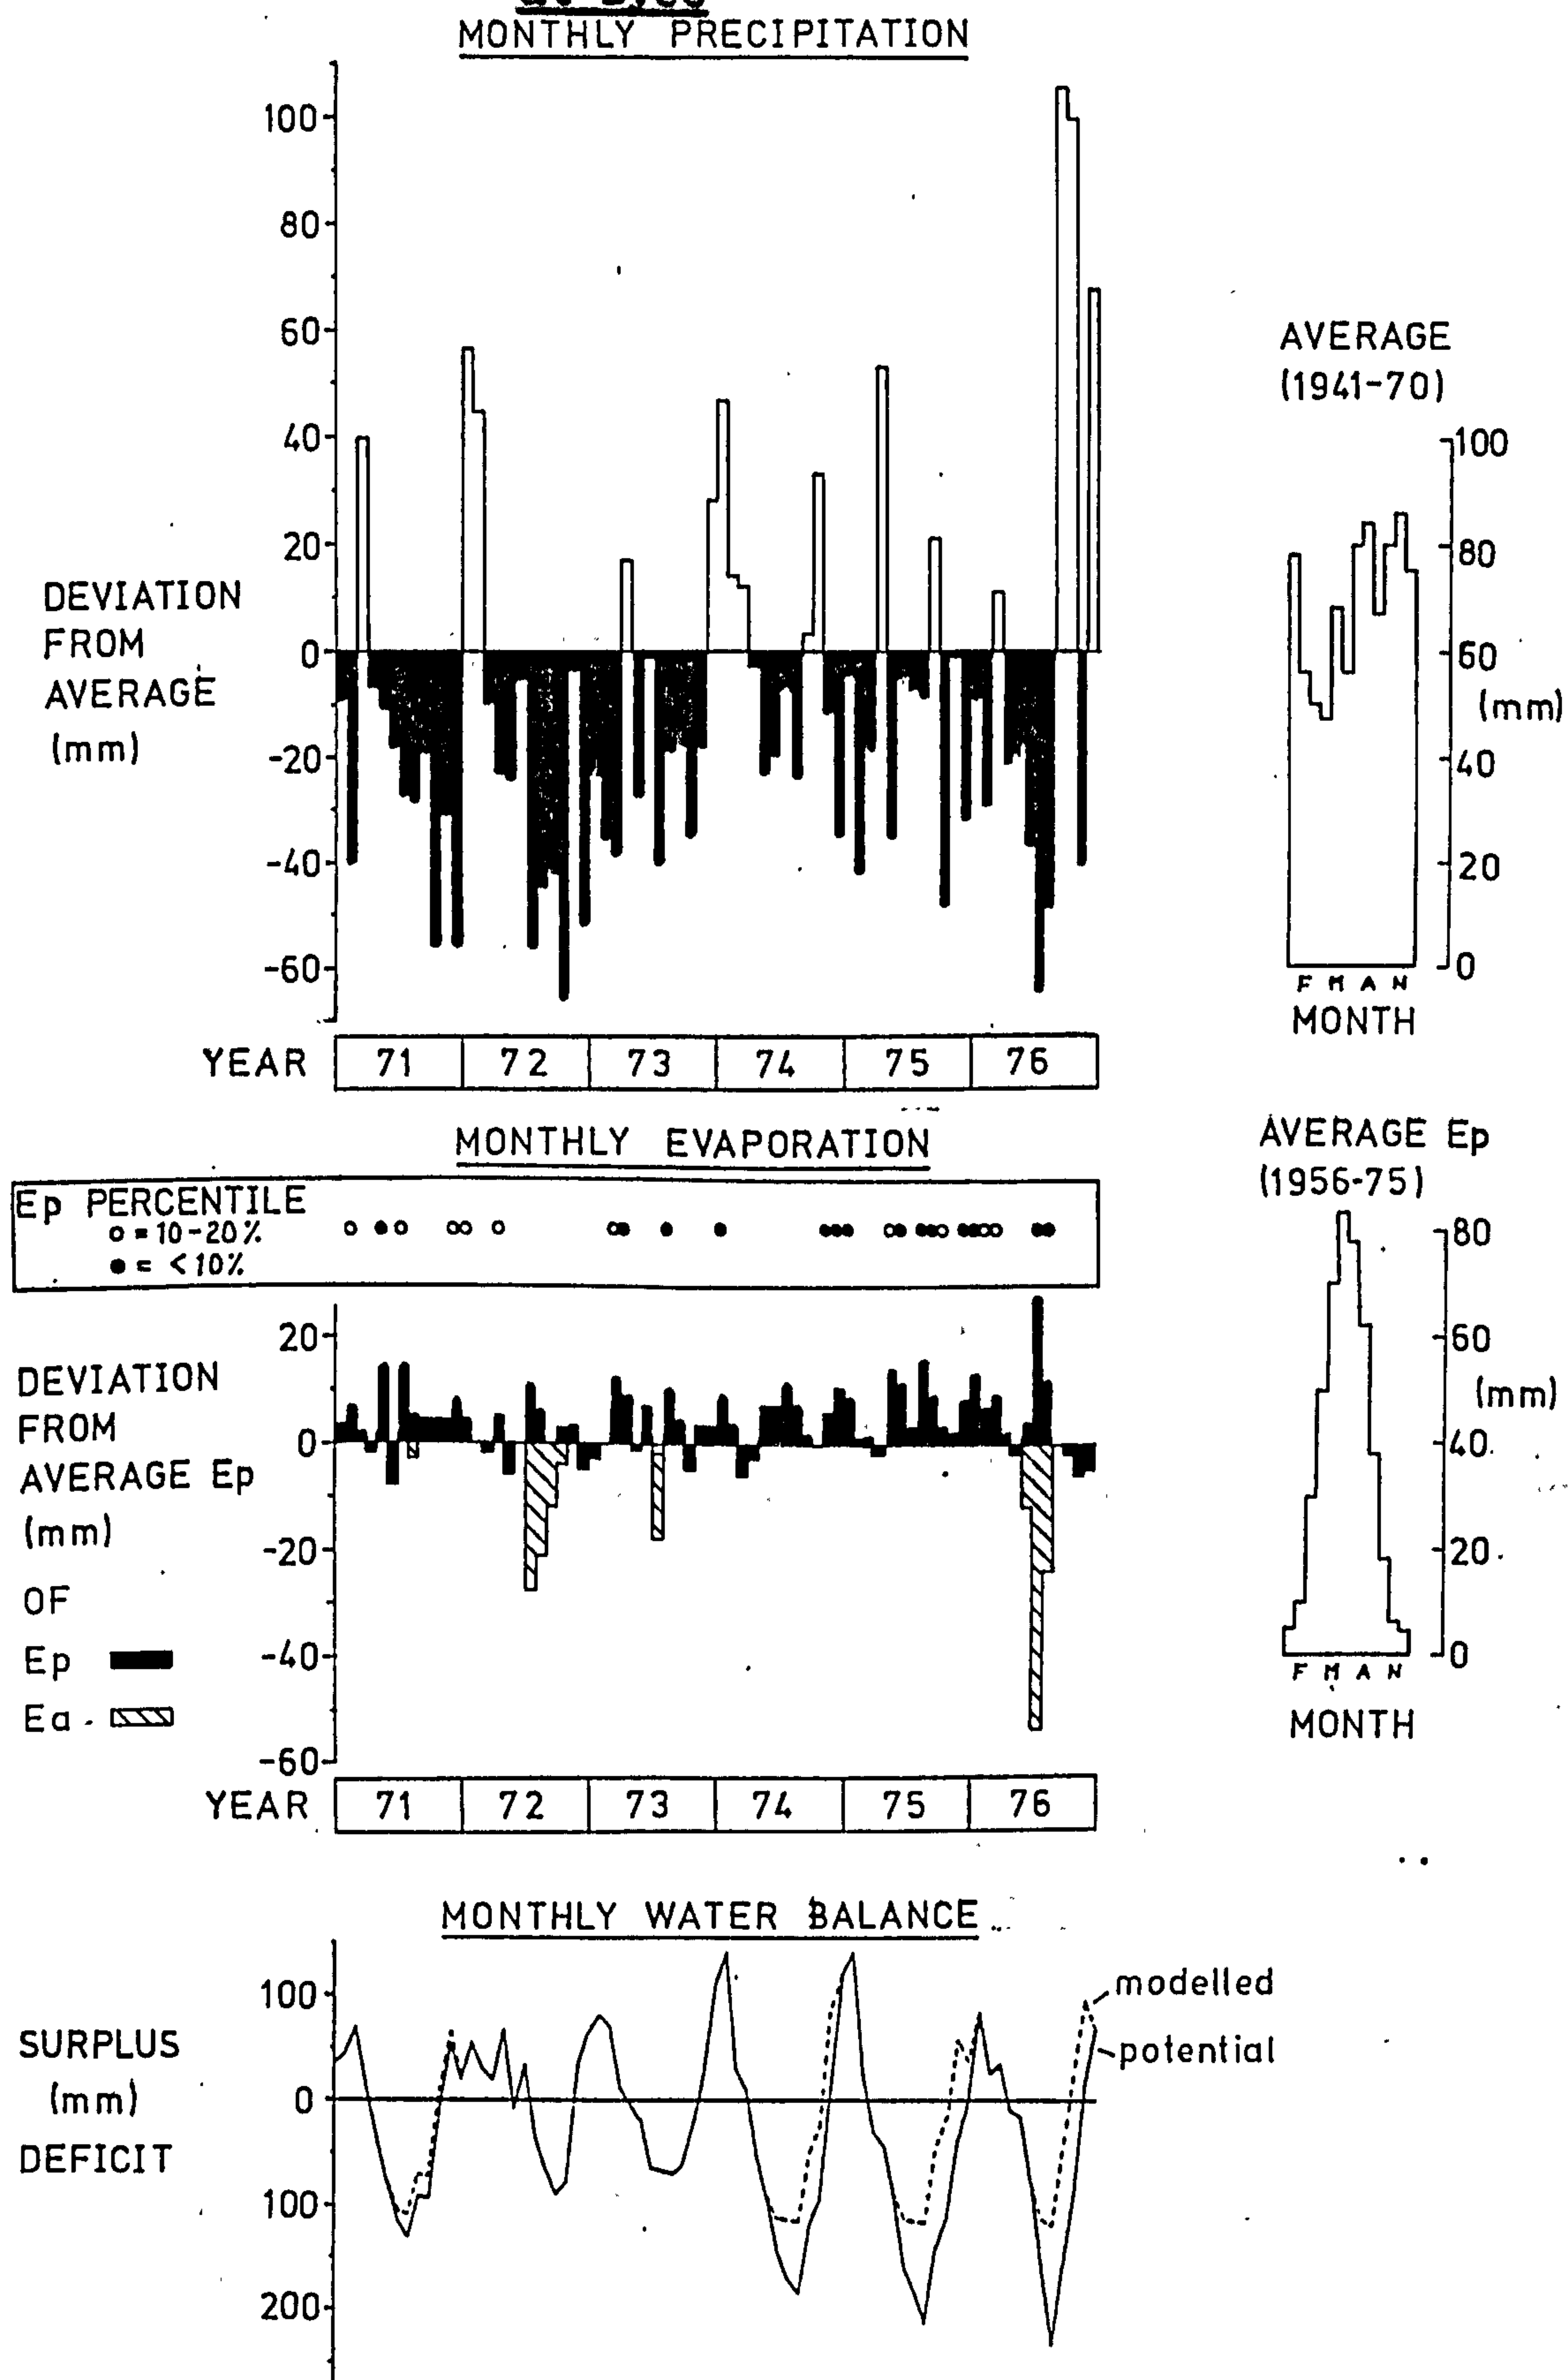 MONTHLY PRECIPITATION
100
80
60
40
20
0
-20
-40
-60
DEVIATION
FROM
AVERAGE
(mm)
AVERAGE
(1941-70)
100
80
60
(mm)
40
20
0
F M A N
MONTH
YEAR 71 72 73 74 75 76
MONTHLY EVAPORATION
Ep PERCENTILE
o = 10-20%
● = <10%
AVERAGE Ep
(1956-75)
80
60
(mm)
40
20
0
F M A N
MONTH
20
0
-20
-40
-60
DEVIATION
FROM
AVERAGE Ep
(mm)
OF
Ep
Ea
YEAR 71 72 73 74 75 76
MONTHLY WATER BALANCE
100
0
100
200
SURPLUS
(mm)
DEFICIT
modelled
potential